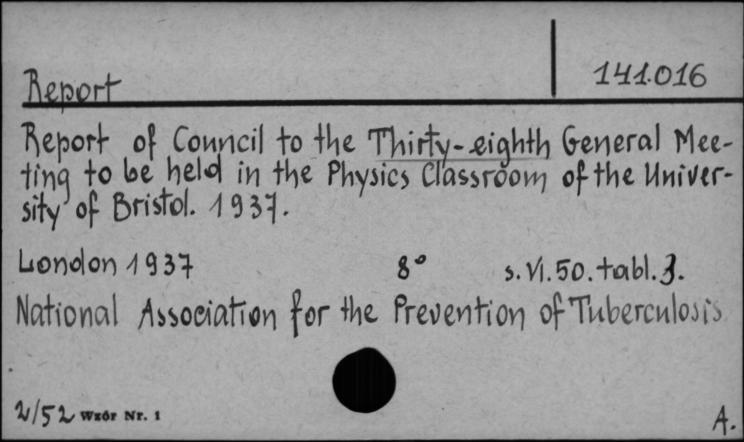 141.016
Report
Report of Council to the Thirty-eighth General Mee-
ting to be held in the Physics Classroom of the Univer-
sity of Bristol. 1937.
London 1937 8° s. VI. 50. tabl. 3.
National Association for the Prevention of Tuberculosis
2/52 Wzór Nr. 1 A.